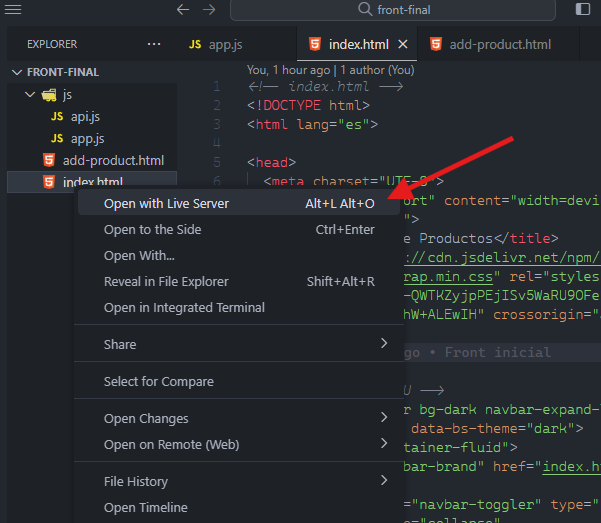 front-final
EXPLORER
JS app.js
index.html
add-product.html
FRONT-FINAL
js
JS api.js
JS app.js
add-product.html
index.html
You, 1 hour ago | 1 author (You)
1 <!-- index.html -->
2 <!DOCTYPE html>
3 <html lang="es">
4
5 <head>
6 <meta charset="UTF-8">
" content="width=devi
">
Productos</title>
://cdn.jsdelivr.net/npm/
rap.min.css" rel="styles
-QWTKZyjpPEjISv5WaRU9OFe
hW+ALEwIH" crossorigin="
go • Front inicial
U -->
r bg-dark navbar-expand-
data-bs-theme="dark">
tainer-fluid">
bar-brand" href="index.h
="navbar-toggler" type="
="collapse"
Open with Live Server Alt+L Alt+O
Open to the Side Ctrl+Enter
Open With...
Reveal in File Explorer Shift+Alt+R
Open in Integrated Terminal
Share
Select for Compare
Open Changes
Open on Remote (Web)
File History
Open Timeline